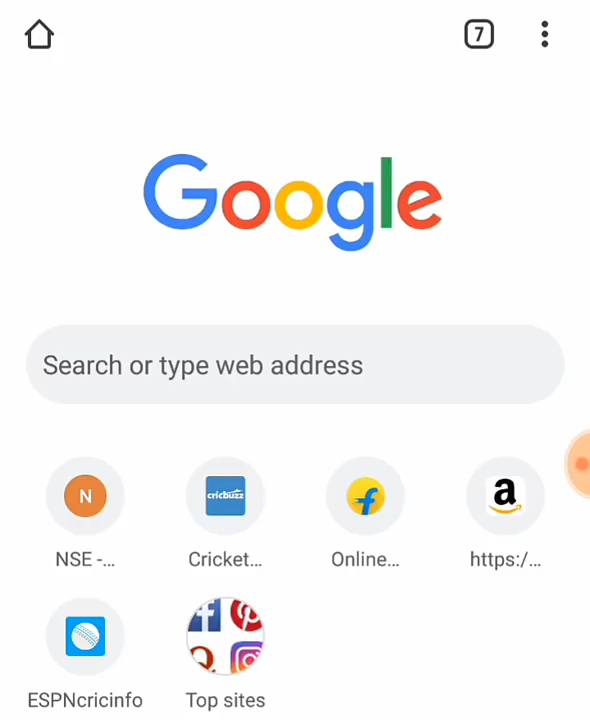 7
Google
Search or type web address
N
cricbuzz
f
a
NSE -...
Cricket...
Online...
https:/...
ESPNcricinfo
Top sites